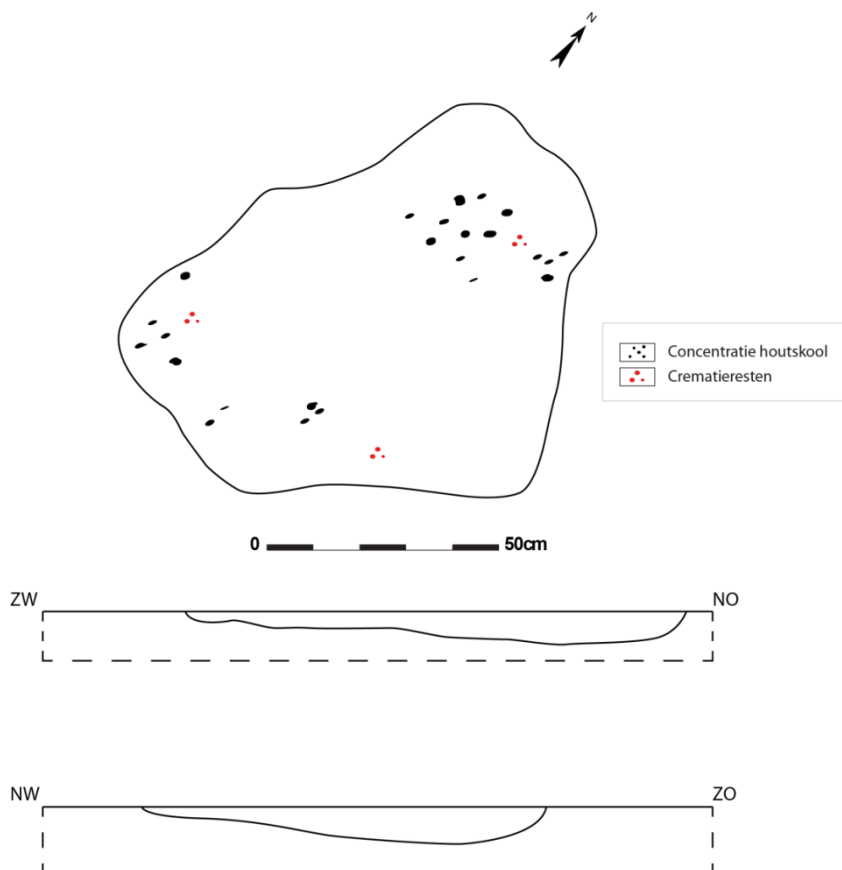 N
Concentratie houtskool
Crematieresten
0 50cm
ZW NO
NW ZO